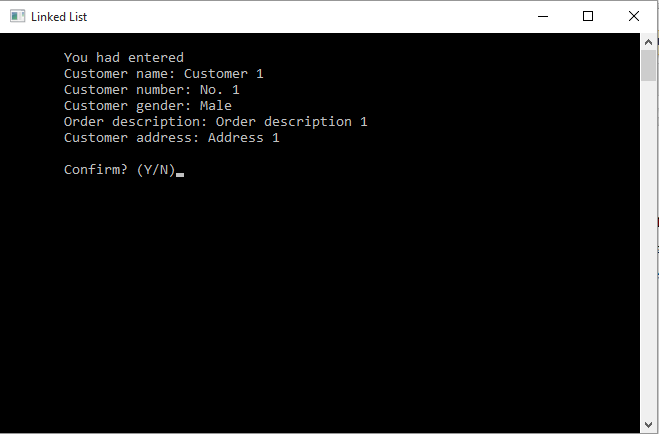 Linked List
You had entered
Customer name: Customer 1
Customer number: No. 1
Customer gender: Male
Order description: Order description 1
Customer address: Address 1
Confirm? (Y/N)